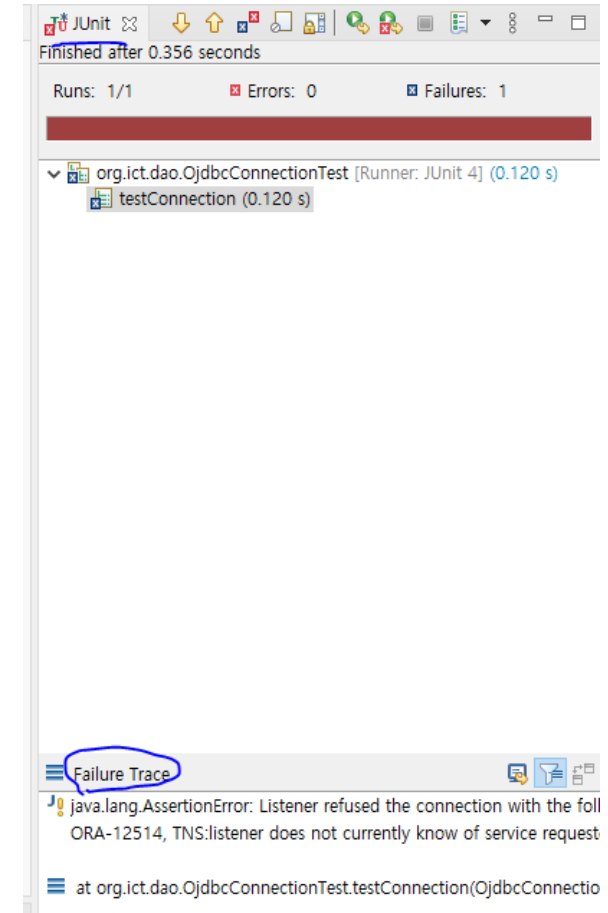 JUnit
Finished after 0.356 seconds
Runs: 1/1 Errors: 0 Failures: 1
org.ict.dao.OjdbcConnectionTest [Runner: JUnit 4] (0.120 s)
testConnection (0.120 s)
Failure Trace
java.lang.AssertionError: Listener refused the connection with the foll
ORA-12514, TNS:listener does not currently know of service request
at org.ict.dao.OjdbcConnectionTest.testConnection(OjdbcConnectio